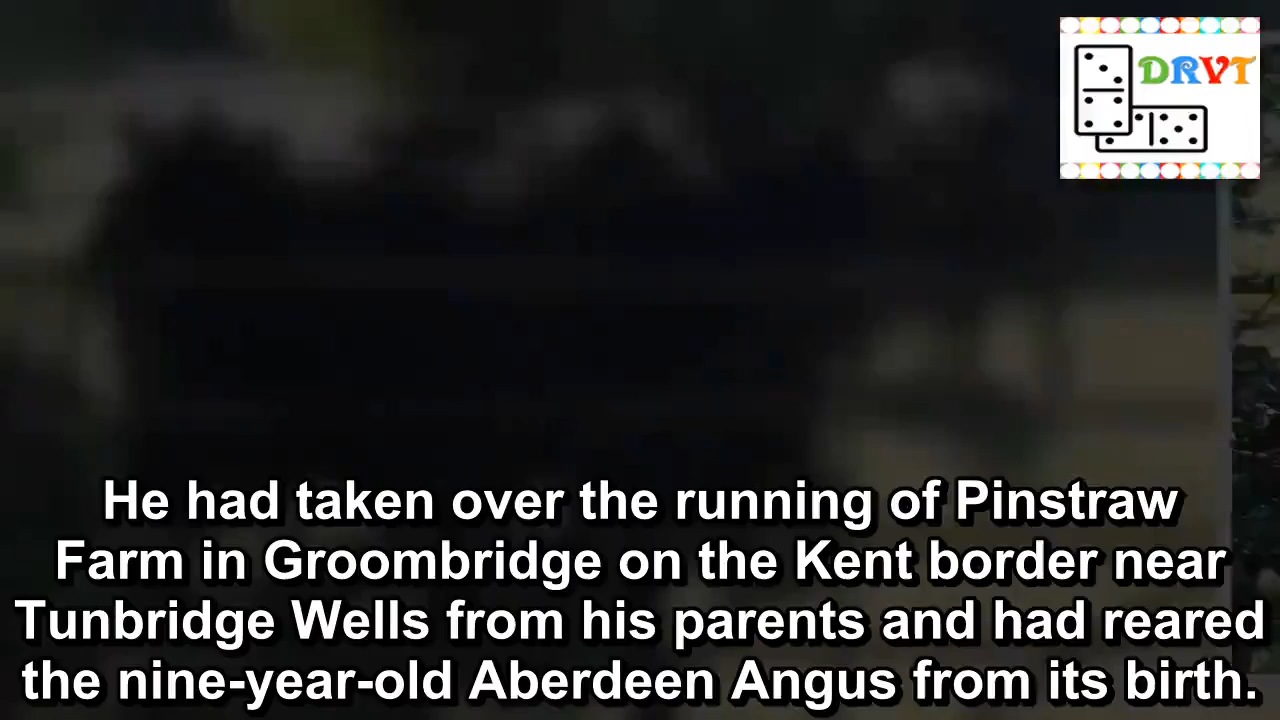 DRVT
He had taken over the running of Pinstraw
Farm in Groombridge on the Kent border near
Tunbridge Wells from his parents and had reared
the nine-year-old Aberdeen Angus from its birth.